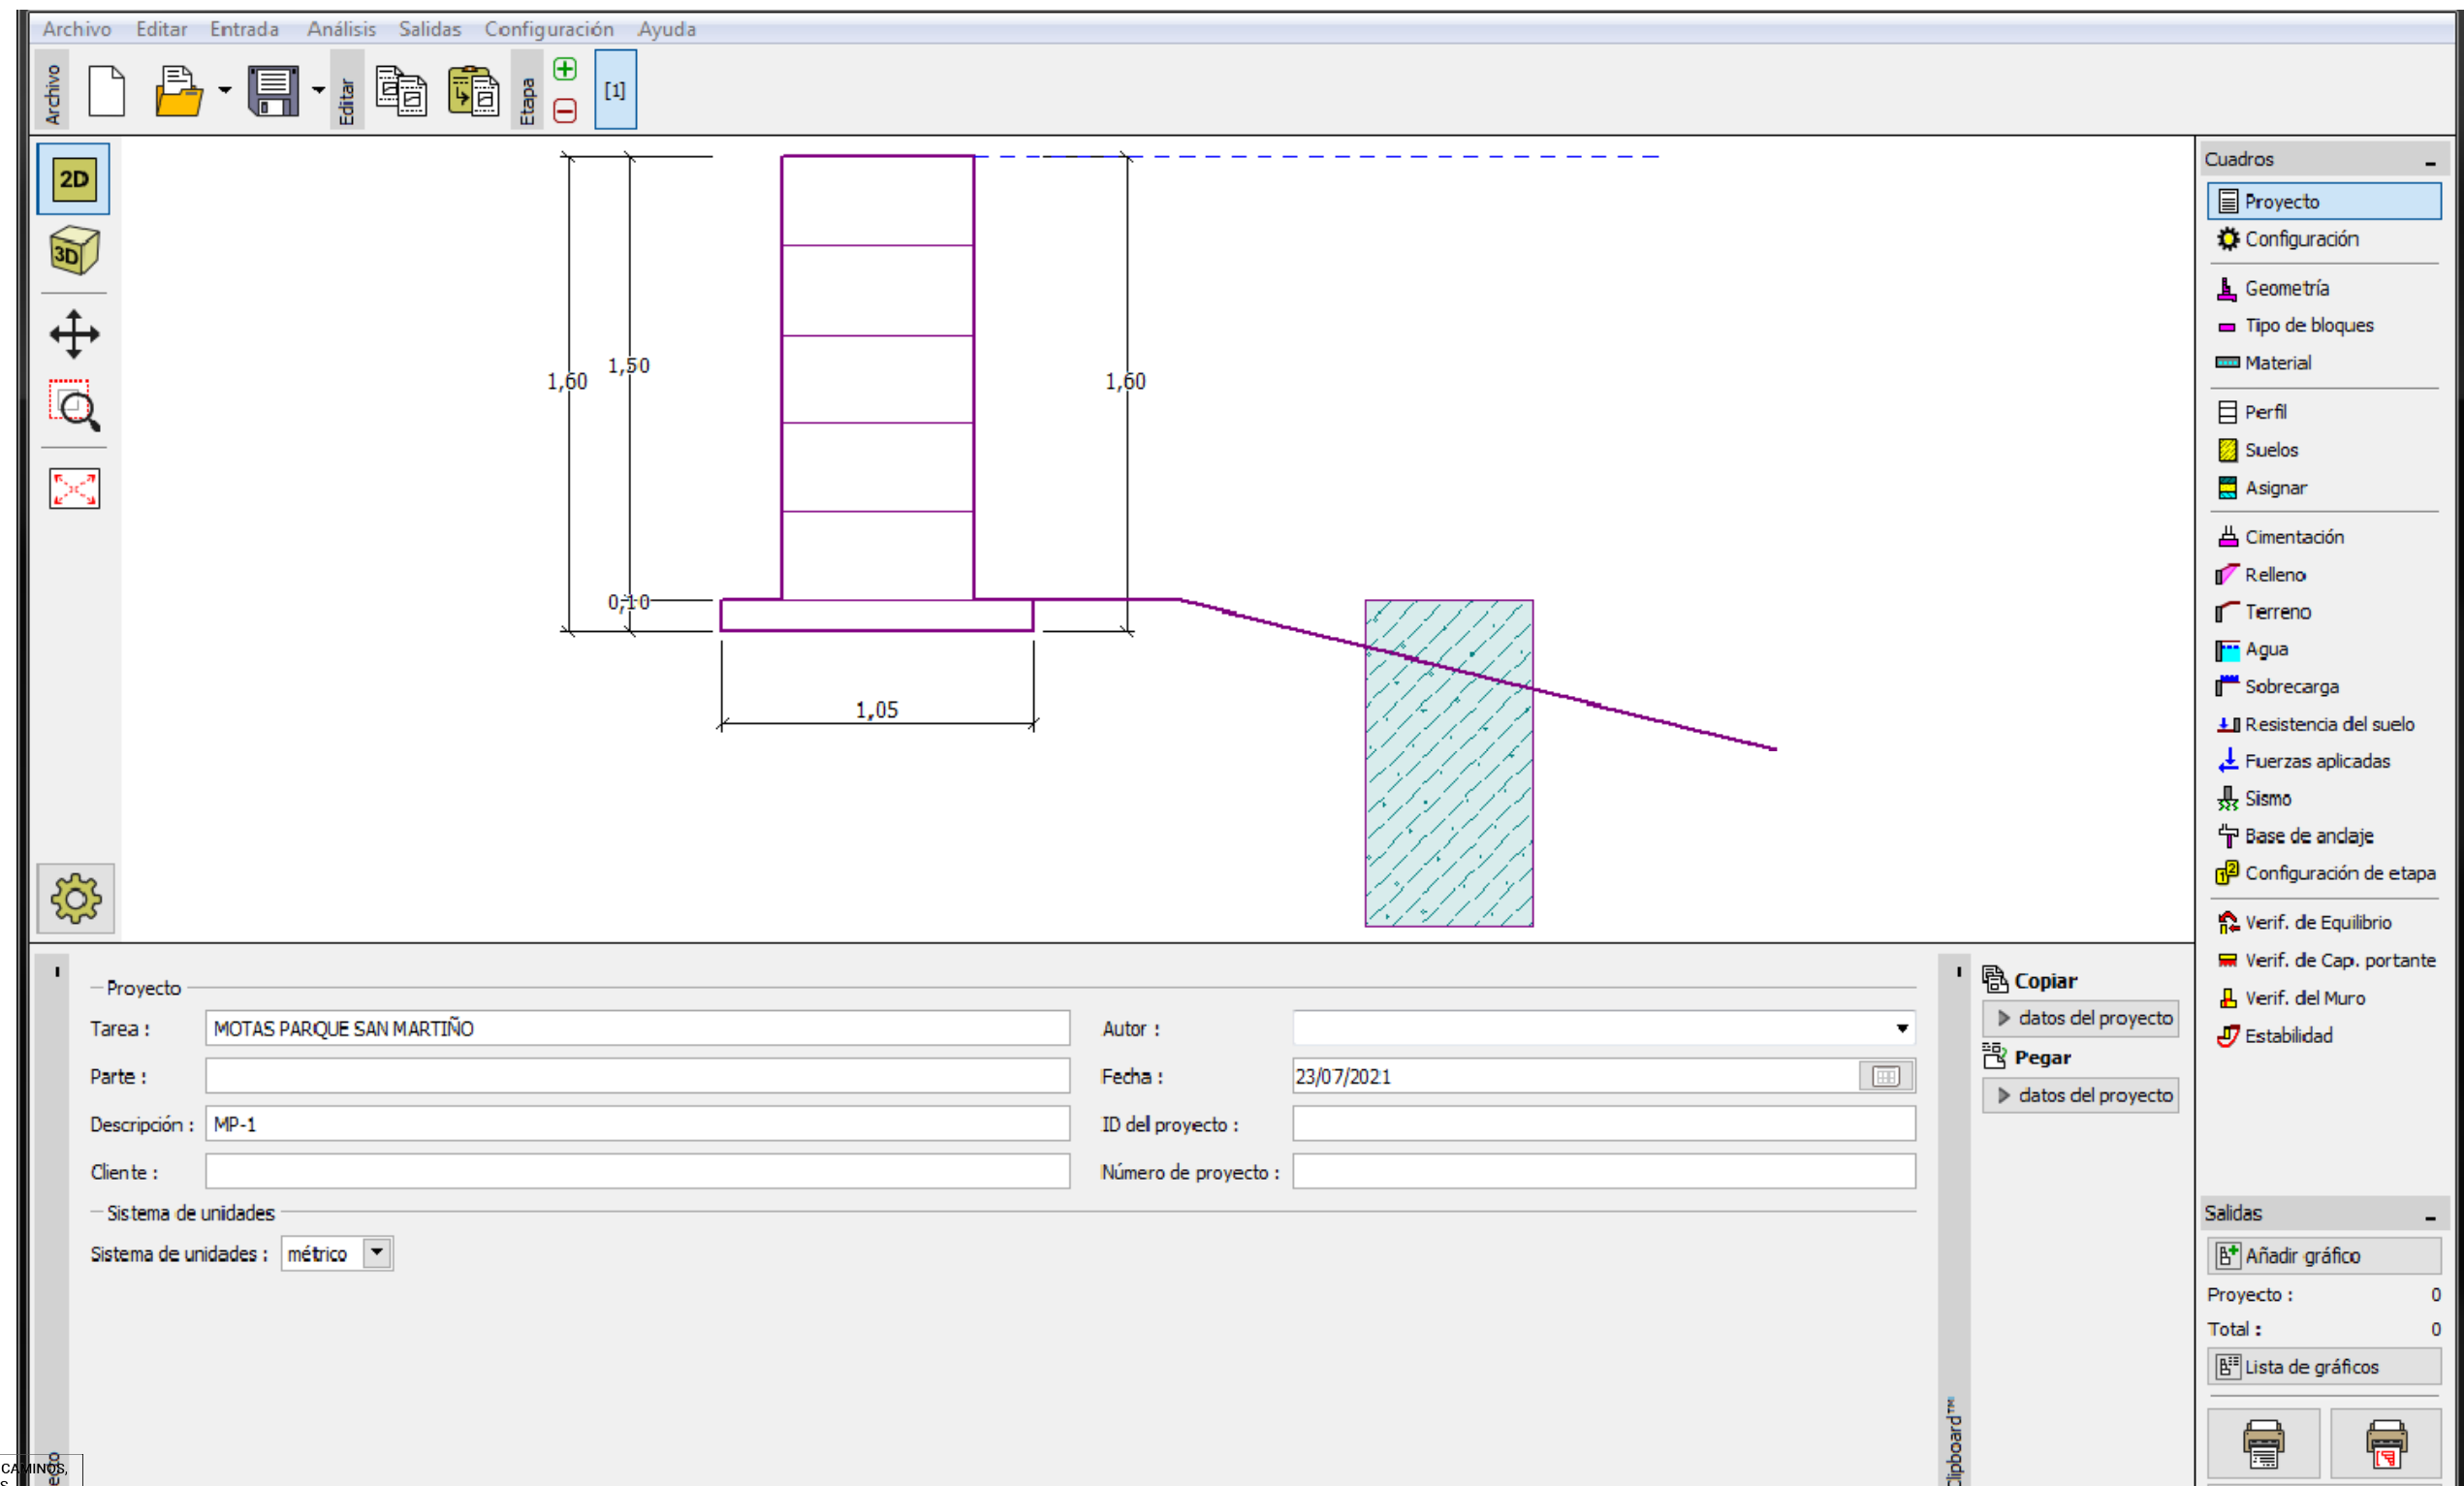 Archivo Editar Entrada Análisis Salidas Configuración Ayuda
Archivo
Editar
Etapa
[1]
2D
3D
1,60
1,50
1,60
0,10
1,05
Cuadros
Proyecto
Configuración
Geometría
Tipo de bloques
Material
Perfil
Suelos
Asignar
Cimentación
Relleno
Terreno
Agua
Sobrecarga
Resistencia del suelo
Fuerzas aplicadas
Sismo
Base de anclaje
Configuración de etapa
Verif. de Equilibrio
Verif. de Cap. portante
Verif. del Muro
Estabilidad
Proyecto
Tarea : MOTAS PARQUE SAN MARTIÑO
Autor :
Parte :
Fecha : 23/07/2021
Descripción : MP-1
ID del proyecto :
Cliente :
Número de proyecto :
Sistema de unidades
Sistema de unidades : métrico
Copiar
datos del proyecto
Pegar
datos del proyecto
Salidas
Añadir gráfico
Proyecto : 0
Total : 0
Lista de gráficos
Clipboard™
CAMINOS,